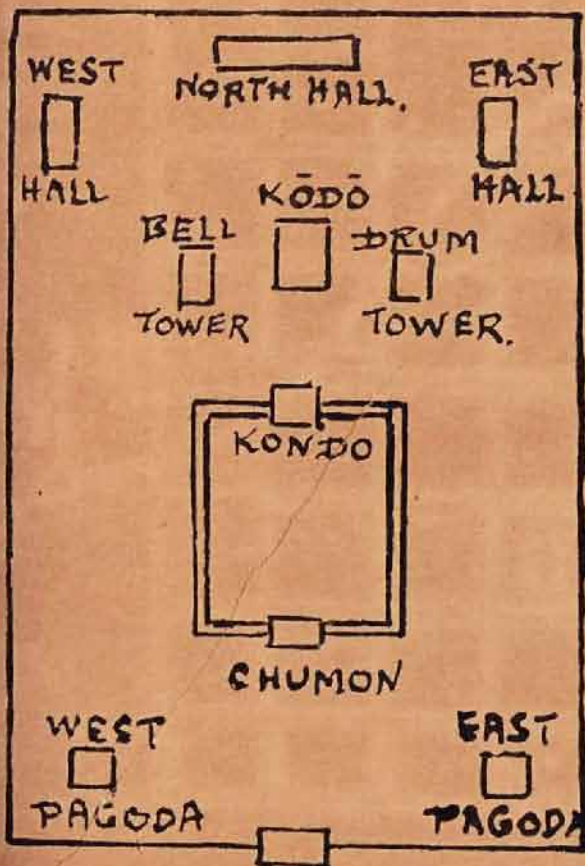 WEST
HALL
NORTH HALL.
EAST
HALL
KŌDŌ
BELL
TOWER
DRUM
TOWER.
KONDO
CHUMON
WEST
PAGODA
EAST
PAGODA